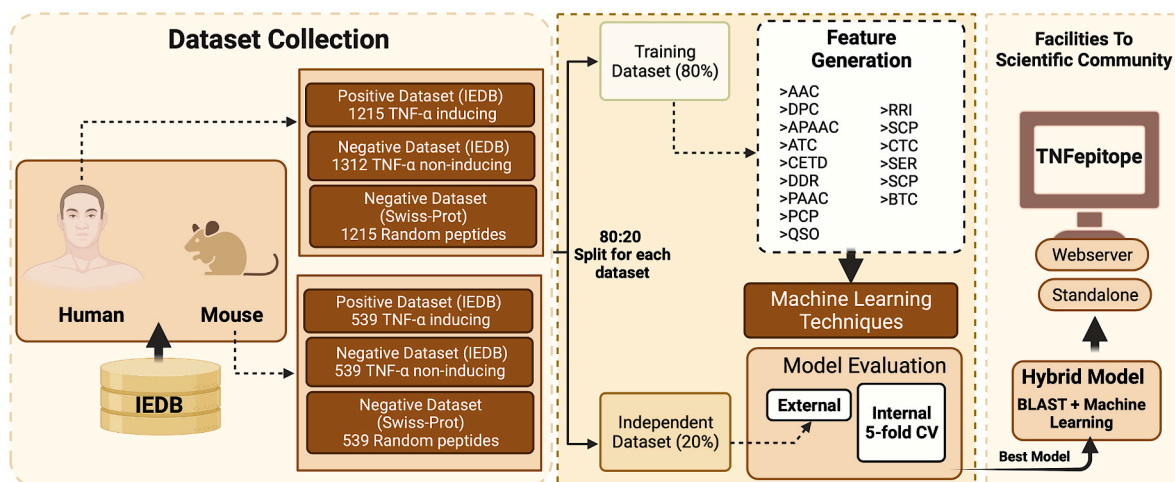 Dataset Collection
Positive Dataset (IEDB)
1215 TNF-α inducing
Negative Dataset (IEDB)
1312 TNF-α non-inducing
Negative Dataset
(Swiss-Prot)
1215 Random peptides
Human
Mouse
IEDB
Positive Dataset (IEDB)
539 TNF-α inducing
Negative Dataset (IEDB)
539 TNF-α non-inducing
Negative Dataset
(Swiss-Prot)
539 Random peptides
80:20
Split for each
dataset
Training
Dataset (80%)
Independent
Dataset (20%)
Feature
Generation
>AAC
>DPC
>APAAC
>ATC
>CETD
>DDR
>PAAC
>PCP
>QSO
>RRI
>SCP
>CTC
>SER
>SCP
>BTC
Machine Learning
Techniques
Model Evaluation
External
Internal
5-fold CV
Best Model
Facilities To
Scientific Community
TNFepitope
Webserver
Standalone
Hybrid Model
BLAST + Machine
Learning